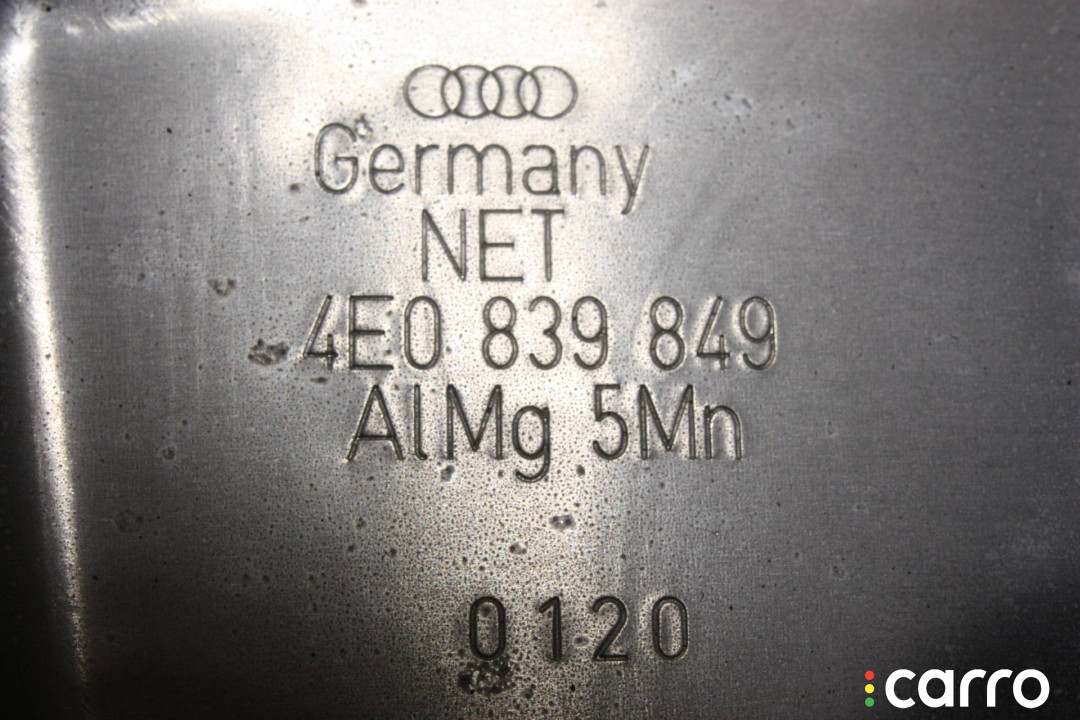 Germany
NET
4E0 839 849
AlMg 5Mn
0120
carro